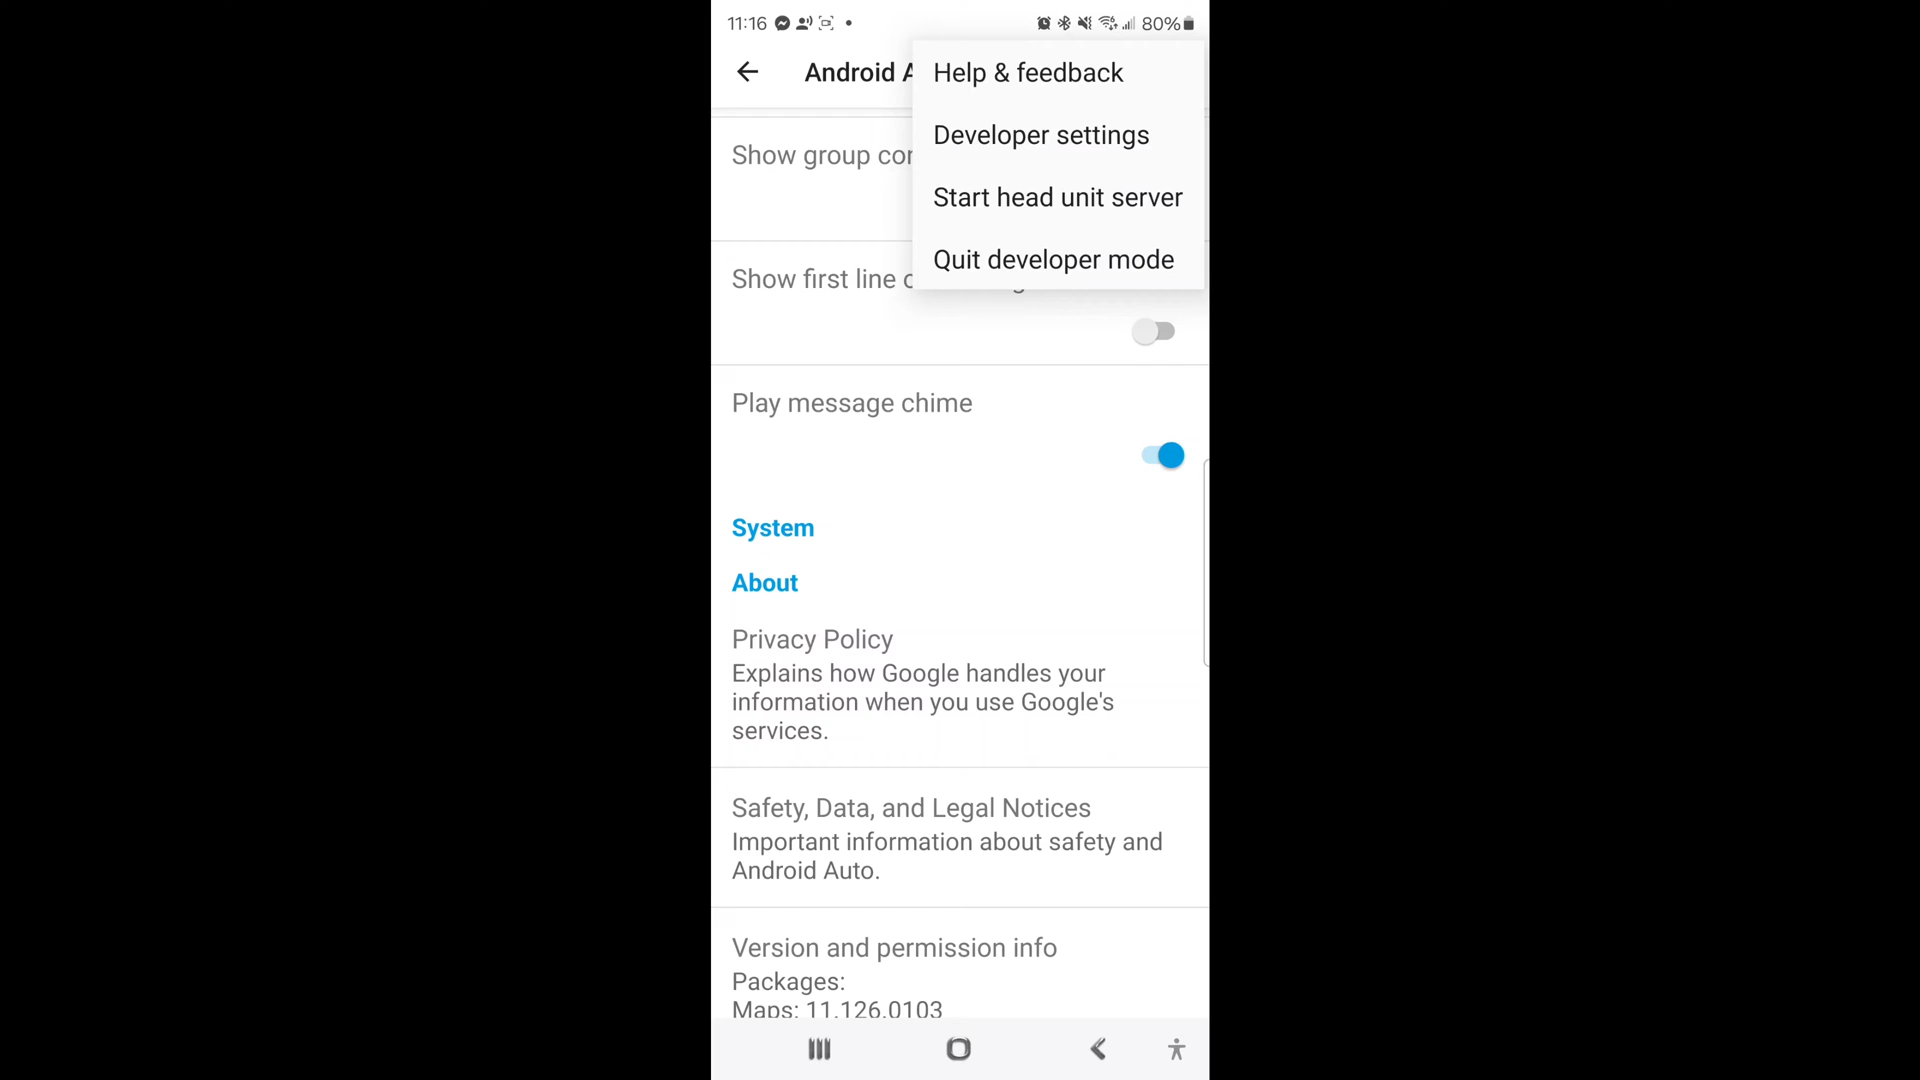 11:16
80%
Android A
Help & feedback
Developer settings
Start head unit server
Quit developer mode
Show group con
Show first line o
Play message chime
System
About
Privacy Policy
Explains how Google handles your
information when you use Google's
services.
Safety, Data, and Legal Notices
Important information about safety and
Android Auto.
Version and permission info
Packages:
Maps: 11.126.0103